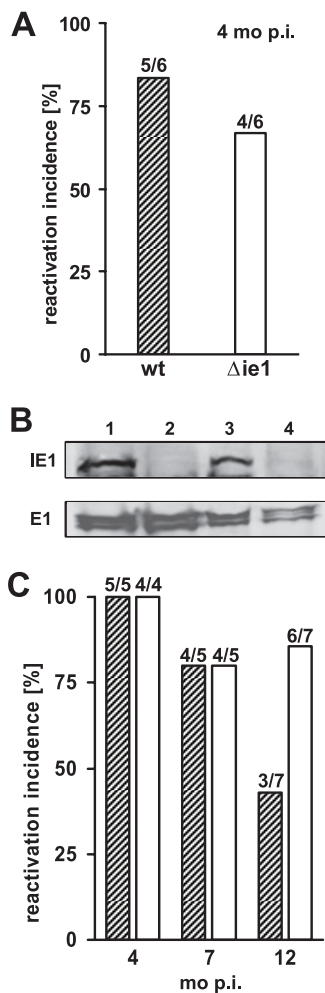 A
4 mo p.i.
reactivation incidence [%]
100
75
50
25
0
5/6
4/6
wt
Δie1
B
1 2 3 4
IE1
E1
C
reactivation incidence [%]
100
75
50
25
0
5/5 4/4
4/5 4/5
3/7
6/7
4 7 12
mo p.i.